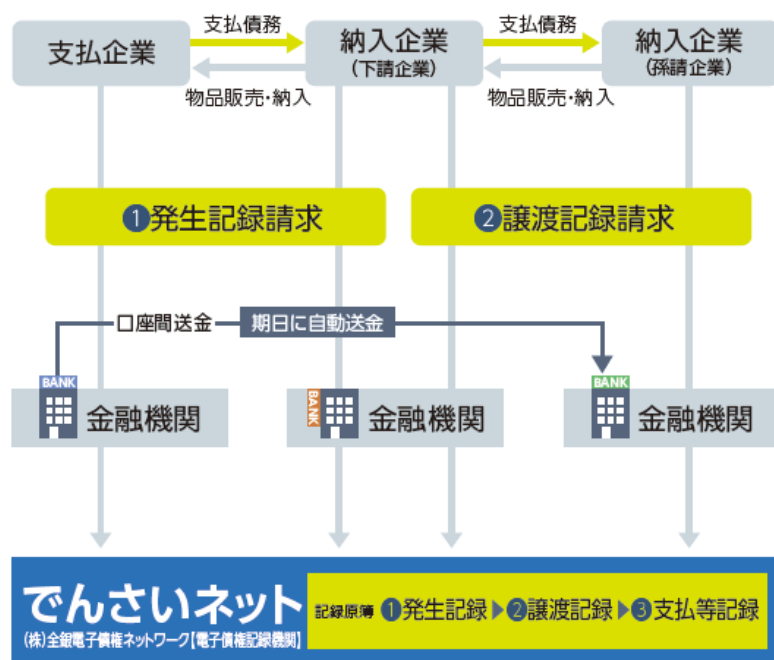 支払企業
支払債務
納入企業
(下請企業)
支払債務
納入企業
(孫請企業)
物品販売・納入
物品販売・納入
❶発生記録請求
❷譲渡記録請求
口座間送金
期日に自動送金
BANK
金融機関
BANK
金融機関
BANK
金融機関
でんさいネット
(株)全銀電子債権ネットワーク【電子債権記録機関】
記録原簿 ❶発生記録▶❷譲渡記録▶❸支払等記録